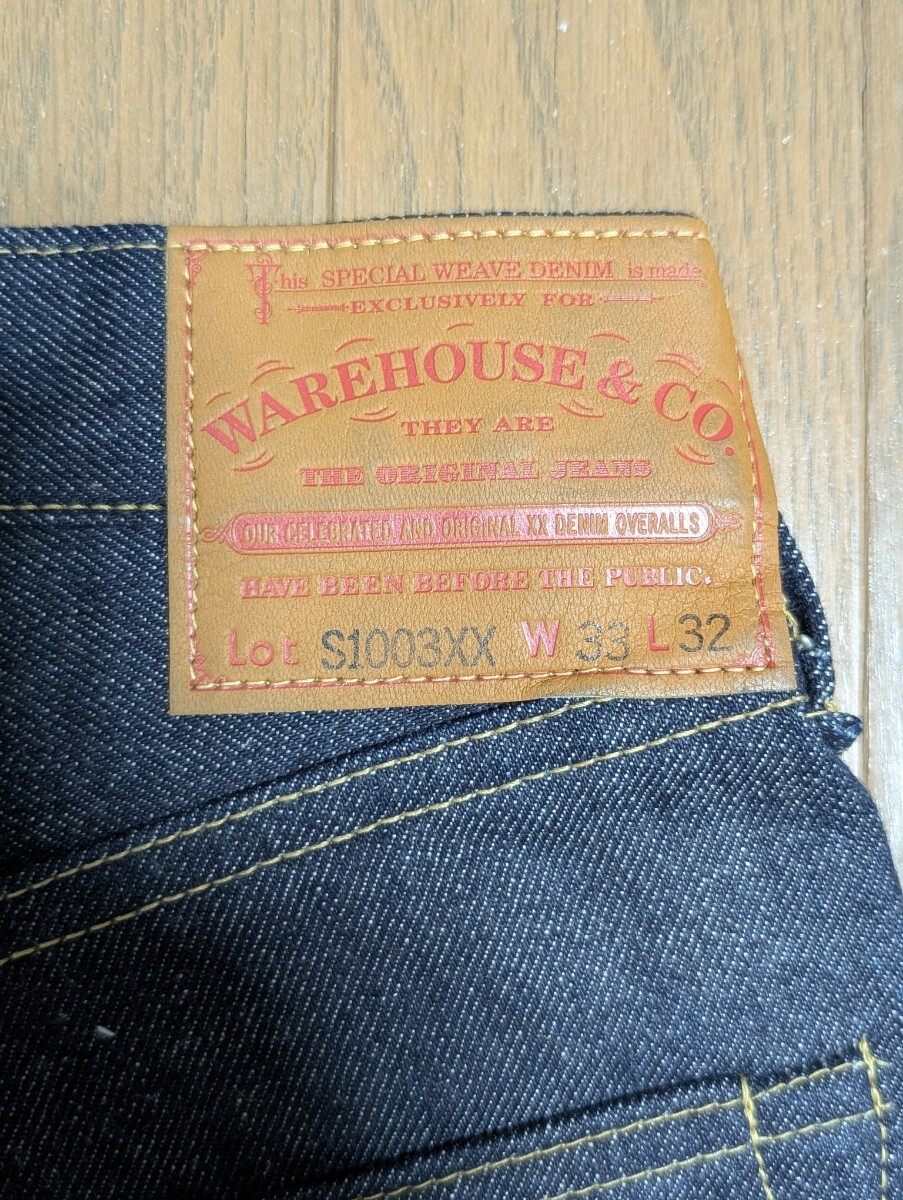 This SPECIAL WEAVE DENIM is made
EXCLUSIVELY FOR
WAREHOUSE & CO.
THEY ARE
THE ORIGINAL JEANS
OUR CELEBRATED AND ORIGINAL XX DENIM OVERALLS
HAVE BEEN BEFORE THE PUBLIC.
Lot S1003XX W 33 L 32